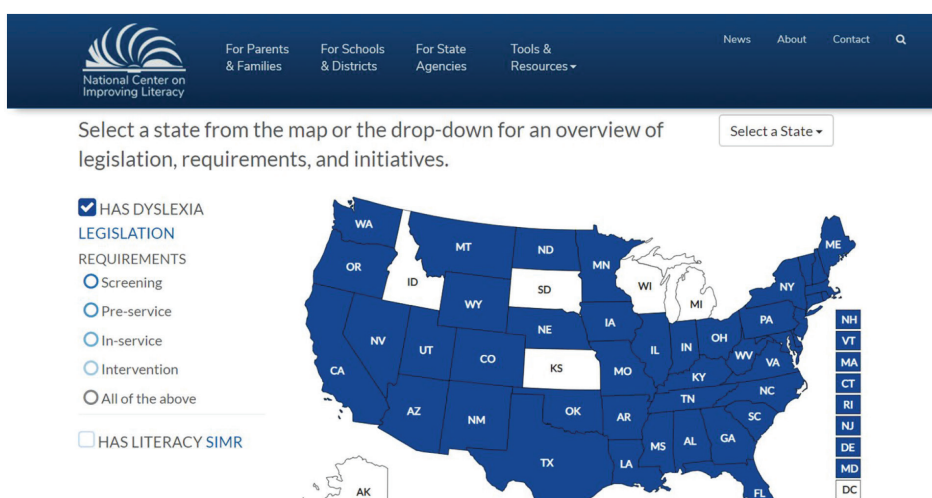 National Center on
Improving Literacy
For Parents
& Families
For Schools
& Districts
For State
Agencies
Tools &
Resources
News
About
Contact
Select a state from the map or the drop-down for an overview of
legislation, requirements, and initiatives.
Select a State
HAS DYSLEXIA
LEGISLATION
REQUIREMENTS
Screening
Pre-service
In-service
Intervention
All of the above
HAS LITERACY SIMR
WA
MT
ND
MN
ME
OR
ID
SD
WI
MI
NY
WY
IA
PA
NE
NV
UT
CO
IL
IN
OH
WV
VA
CA
KS
MO
KY
NC
TN
AZ
NM
OK
AR
SC
MS
AL
GA
TX
LA
FL
AK
NH
VT
MA
CT
RI
NJ
DE
MD
DC